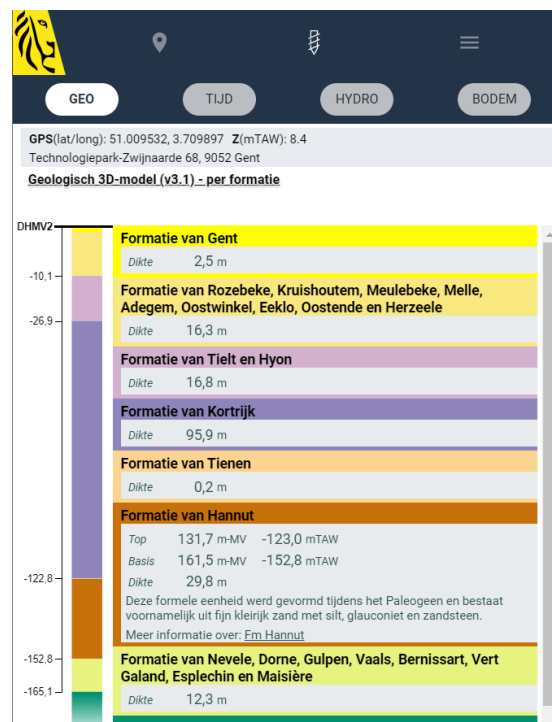 GEO TIJD HYDRO BODEM
GPS(lat/long): 51.009532, 3.709897 Z(mTAW): 8.4
Technologiepark-Zwijnaarde 68, 9052 Gent
Geologisch 3D-model (v3.1) - per formatie
DHMV2
-10,1
-26,9
-122,8
-152,8
-165,1
Formatie van Gent
Dikte 2,5 m
Formatie van Rozebeke, Kruishoutem, Meulebeke, Melle,
Adegem, Oostwinkel, Eeklo, Oostende en Herzeele
Dikte 16,3 m
Formatie van Tielt en Hyon
Dikte 16,8 m
Formatie van Kortrijk
Dikte 95,9 m
Formatie van Tienen
Dikte 0,2 m
Formatie van Hannut
Top 131,7 m-MV -123,0 mTAW
Basis 161,5 m-MV -152,8 mTAW
Dikte 29,8 m
Deze formele eenheid werd gevormd tijdens het Paleogeen en bestaat
voornamelijk uit fijn kleirijk zand met silt, glauconiet en zandsteen.
Meer informatie over: Fm Hannut
Formatie van Nevele, Dorne, Gulpen, Vaals, Bernissart, Vert
Galand, Esplechin en Maisière
Dikte 12,3 m